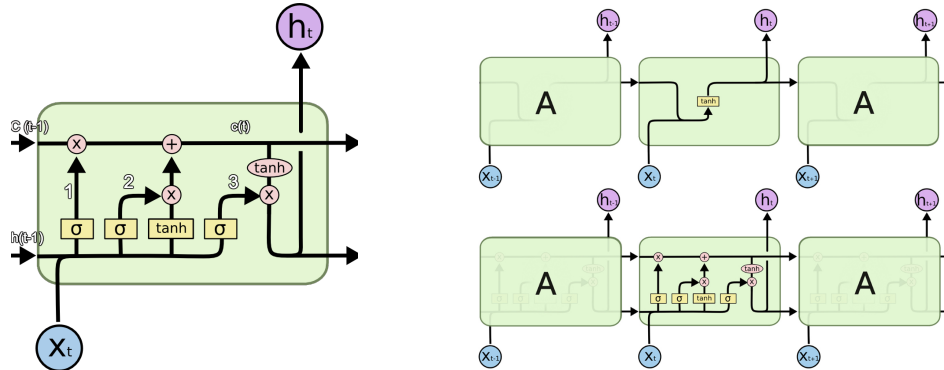 hₜ
C (t-1)
c(t)
x
+
tanh
1
2
3
x
x
σ
σ
tanh
σ
h(t-1)
Xₜ
hₜ₋₁
hₜ
hₜ₊₁
A
tanh
A
Xₜ₋₁
Xₜ
Xₜ₊₁
hₜ₋₁
hₜ
hₜ₊₁
A
x
+
tanh
x
x
σ
σ
tanh
σ
A
Xₜ₋₁
Xₜ
Xₜ₊₁